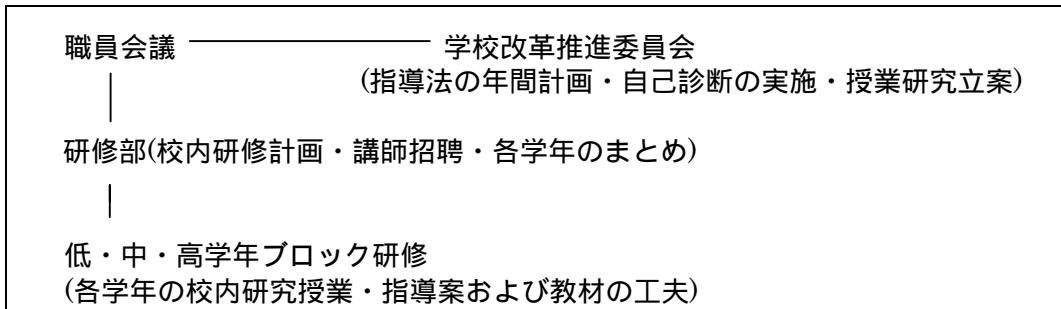 職員会議 学校改革推進委員会
(指導法の年間計画・自己診断の実施・授業研究立案)
研修部(校内研修計画・講師招聘・各学年のまとめ)
低・中・高学年ブロック研修
(各学年の校内研究授業・指導案および教材の工夫)